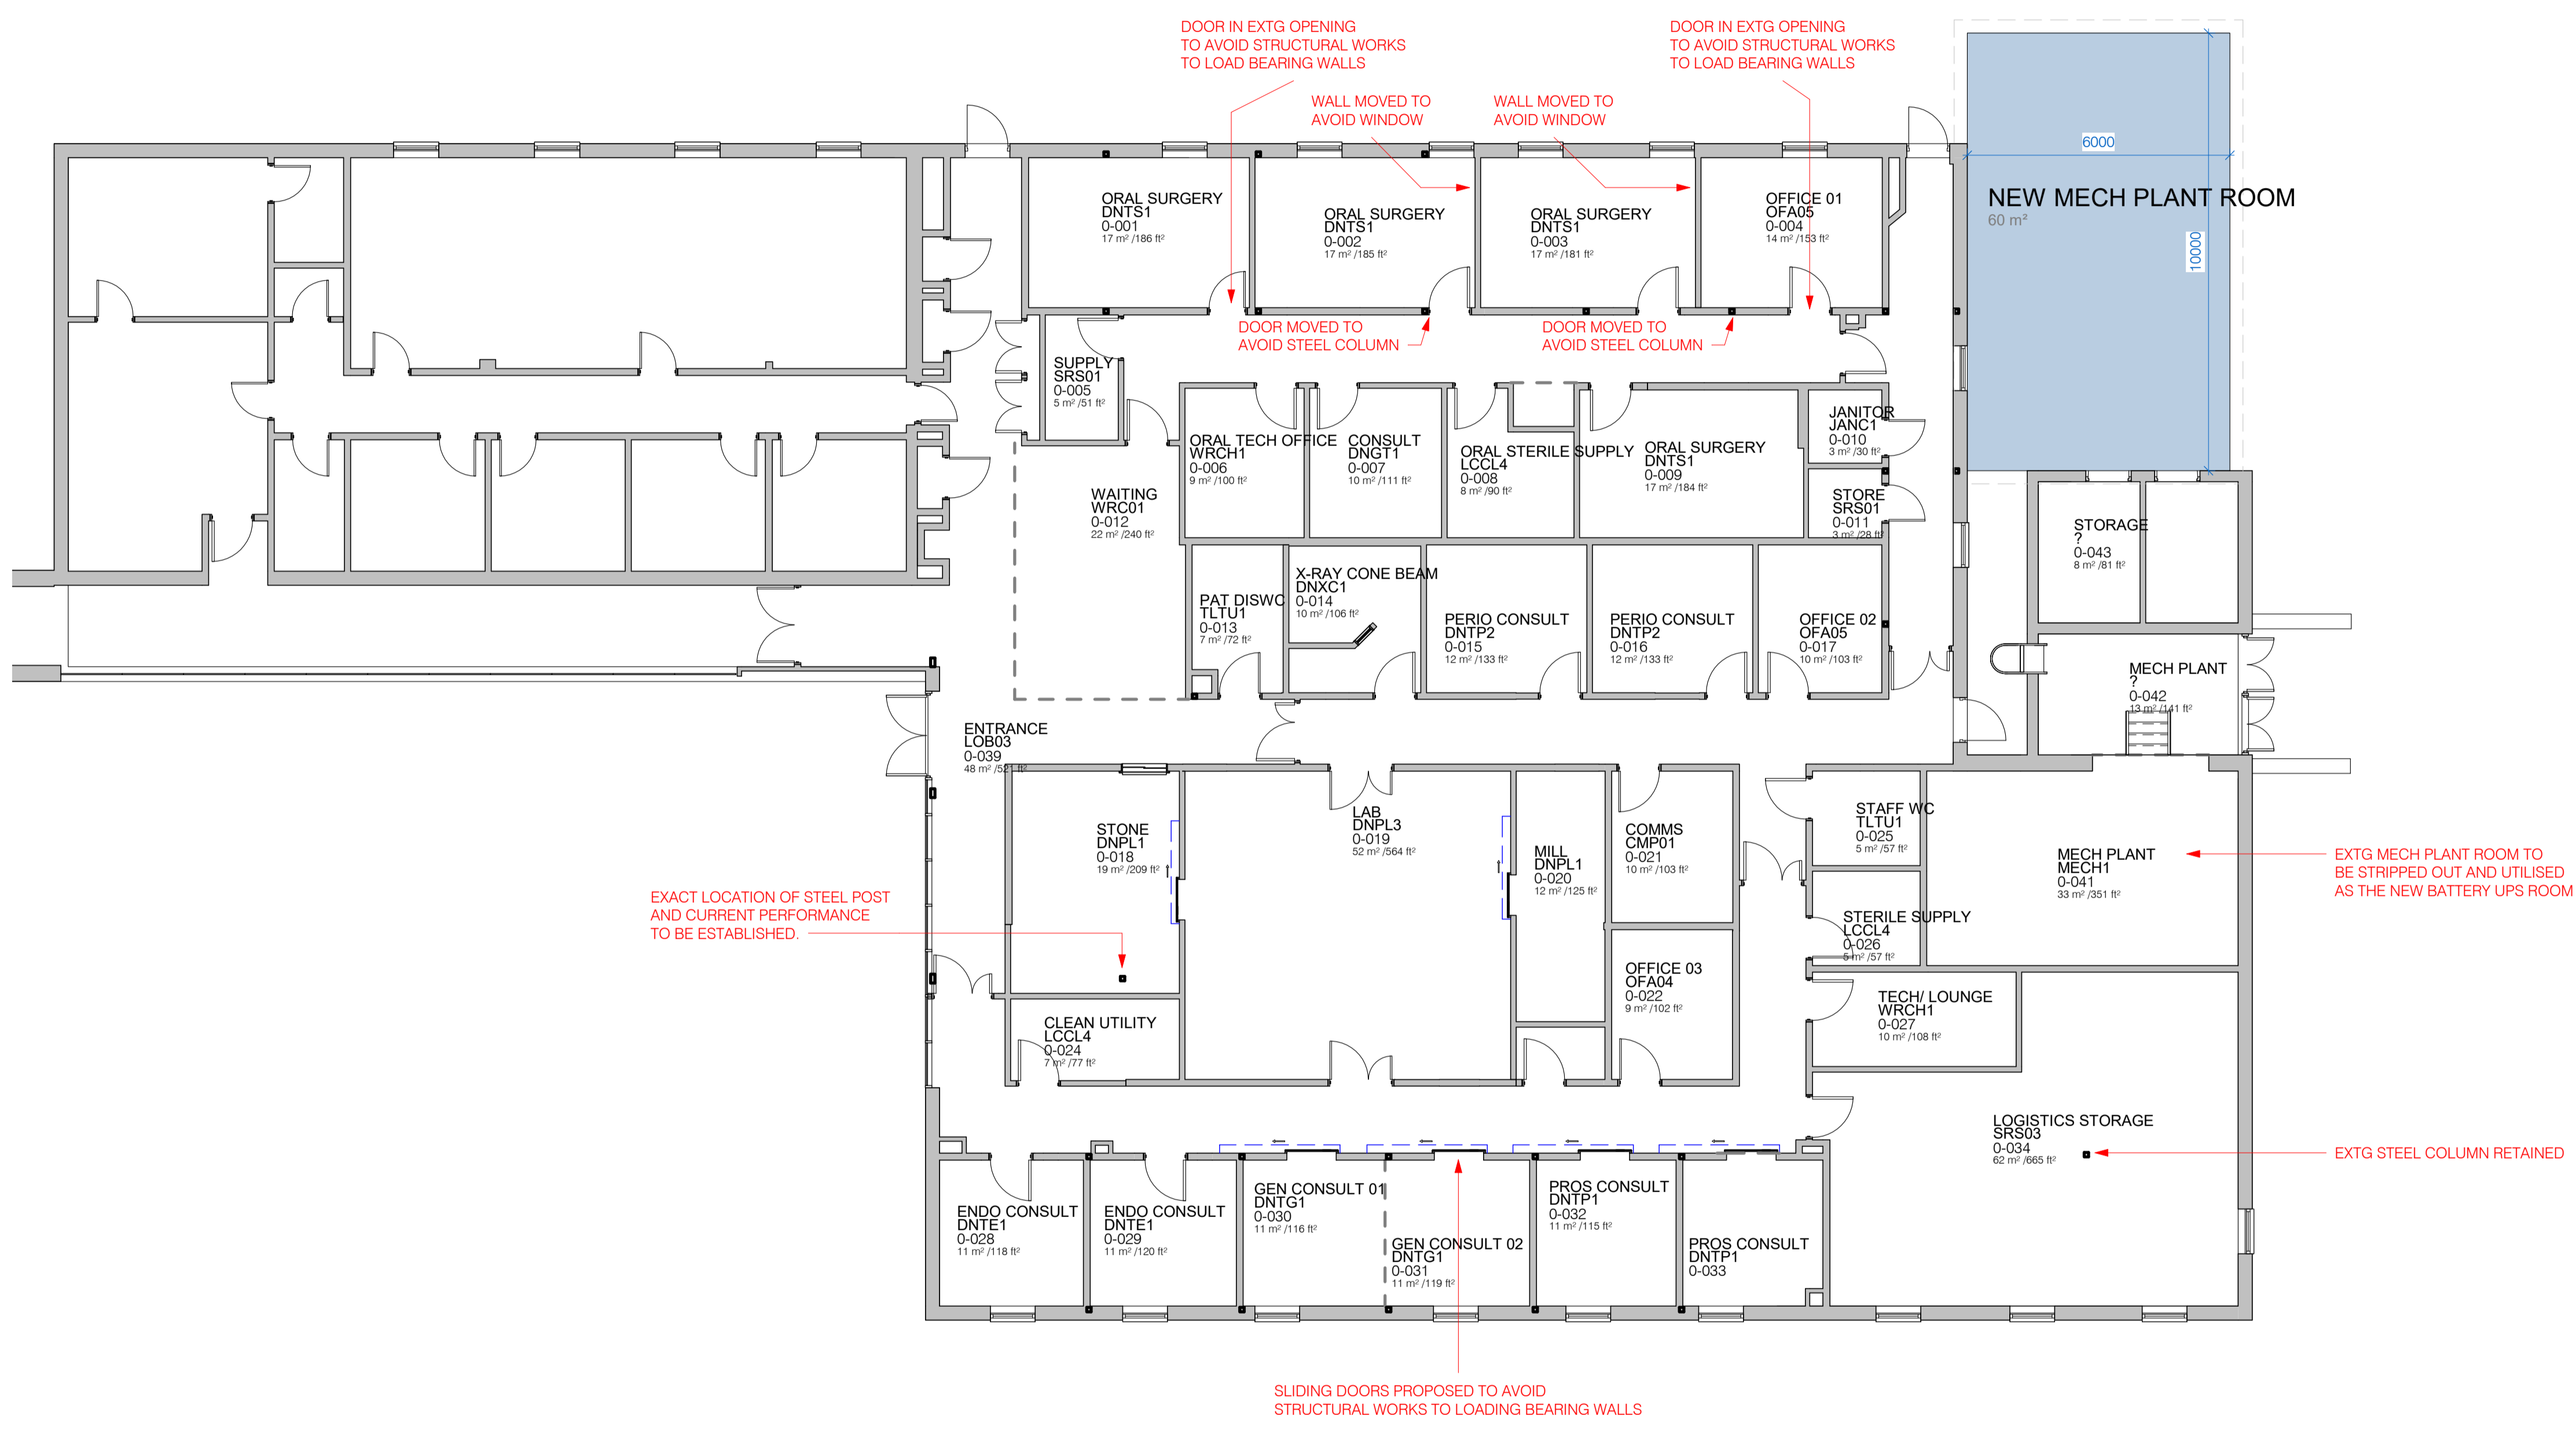 DOOR IN EXTG OPENING
TO AVOID STRUCTURAL WORKS
TO LOAD BEARING WALLS
DOOR IN EXTG OPENING
TO AVOID STRUCTURAL WORKS
TO LOAD BEARING WALLS
WALL MOVED TO
AVOID WINDOW
WALL MOVED TO
AVOID WINDOW
6000
NEW MECH PLANT ROOM
60 m²
10000
ORAL SURGERY
DNTS1
0-001
17 m² /186 ft²
ORAL SURGERY
DNTS1
0-002
17 m² /185 ft²
ORAL SURGERY
DNTS1
0-003
17 m² /181 ft²
OFFICE 01
OFA05
0-004
14 m² /153 ft²
DOOR MOVED TO
AVOID STEEL COLUMN
DOOR MOVED TO
AVOID STEEL COLUMN
SUPPLY
SRS01
0-005
5 m² /51 ft²
ORAL TECH OFFICE
WRCH1
0-006
9 m² /100 ft²
CONSULT
DNGT1
0-007
10 m² /111 ft²
ORAL STERILE SUPPLY
LCCL4
0-008
8 m² /90 ft²
ORAL SURGERY
DNTS1
0-009
17 m² /184 ft²
JANITOR
JANC1
0-010
3 m² /30 ft²
STORE
SRS01
0-011
3 m² /28 ft²
WAITING
WRC01
0-012
22 m² /240 ft²
PAT DISWC
TLTU1
0-013
7 m² /72 ft²
X-RAY CONE BEAM
DNXC1
0-014
10 m² /106 ft²
PERIO CONSULT
DNTP2
0-015
12 m² /133 ft²
PERIO CONSULT
DNTP2
0-016
12 m² /133 ft²
OFFICE 02
OFA05
0-017
10 m² /103 ft²
STORAGE
?
0-043
8 m² /81 ft²
MECH PLANT
?
0-042
13 m² /141 ft²
ENTRANCE
LOB03
0-039
48 m² /521 ft²
STONE
DNPL1
0-018
19 m² /209 ft²
LAB
DNPL3
0-019
52 m² /564 ft²
MILL
DNPL1
0-020
12 m² /125 ft²
COMMS
CMP01
0-021
10 m² /103 ft²
OFFICE 03
OFA04
0-022
9 m² /102 ft²
STAFF WC
TLTU1
0-025
5 m² /57 ft²
STERILE SUPPLY
LCCL4
0-026
5 m² /57 ft²
MECH PLANT
MECH1
0-041
33 m² /351 ft²
EXTG MECH PLANT ROOM TO
BE STRIPPED OUT AND UTILISED
AS THE NEW BATTERY UPS ROOM
EXACT LOCATION OF STEEL POST
AND CURRENT PERFORMANCE
TO BE ESTABLISHED.
CLEAN UTILITY
LCCL4
0-024
7 m² /77 ft²
TECH/ LOUNGE
WRCH1
0-027
10 m² /108 ft²
LOGISTICS STORAGE
SRS03
0-034
62 m² /665 ft²
EXTG STEEL COLUMN RETAINED
ENDO CONSULT
DNTE1
0-028
11 m² /118 ft²
ENDO CONSULT
DNTE1
0-029
11 m² /120 ft²
GEN CONSULT 01
DNTG1
0-030
11 m² /116 ft²
GEN CONSULT 02
DNTG1
0-031
11 m² /119 ft²
PROS CONSULT
DNTP1
0-032
11 m² /115 ft²
PROS CONSULT
DNTP1
0-033
SLIDING DOORS PROPOSED TO AVOID
STRUCTURAL WORKS TO LOADING BEARING WALLS